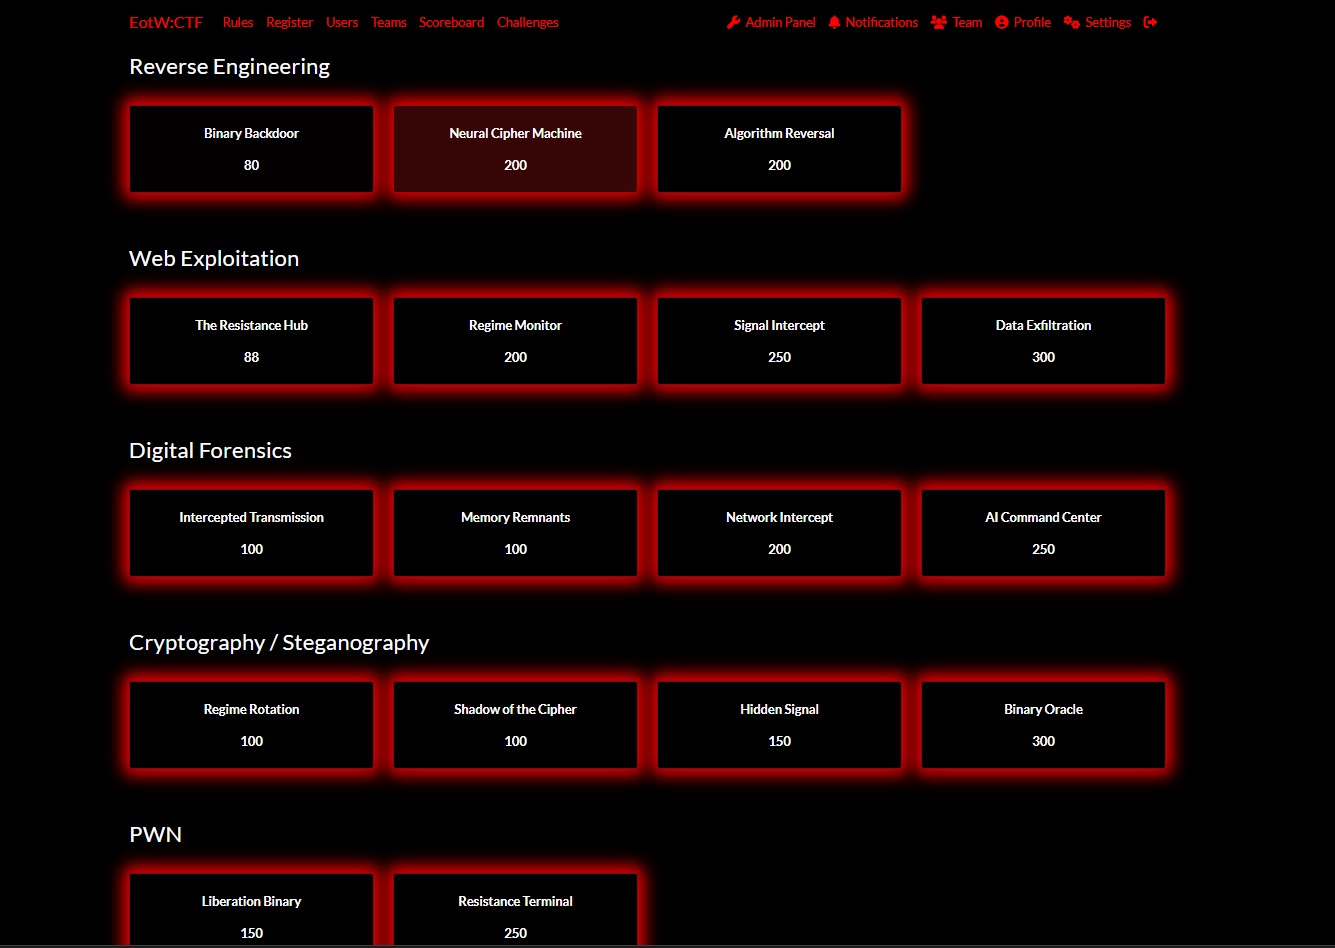 EotW:CTF Rules Register Users Teams Scoreboard Challenges Admin Panel Notifications Team Profile Settings
Reverse Engineering
Binary Backdoor Neural Cipher Machine Algorithm Reversal
80 200 200
Web Exploitation
The Resistance Hub Regime Monitor Signal Intercept Data Exfiltration
88 200 250 300
Digital Forensics
Intercepted Transmission Memory Remnants Network Intercept AI Command Center
100 100 200 250
Cryptography / Steganography
Regime Rotation Shadow of the Cipher Hidden Signal Binary Oracle
100 100 150 300
PWN
Liberation Binary Resistance Terminal
150 250